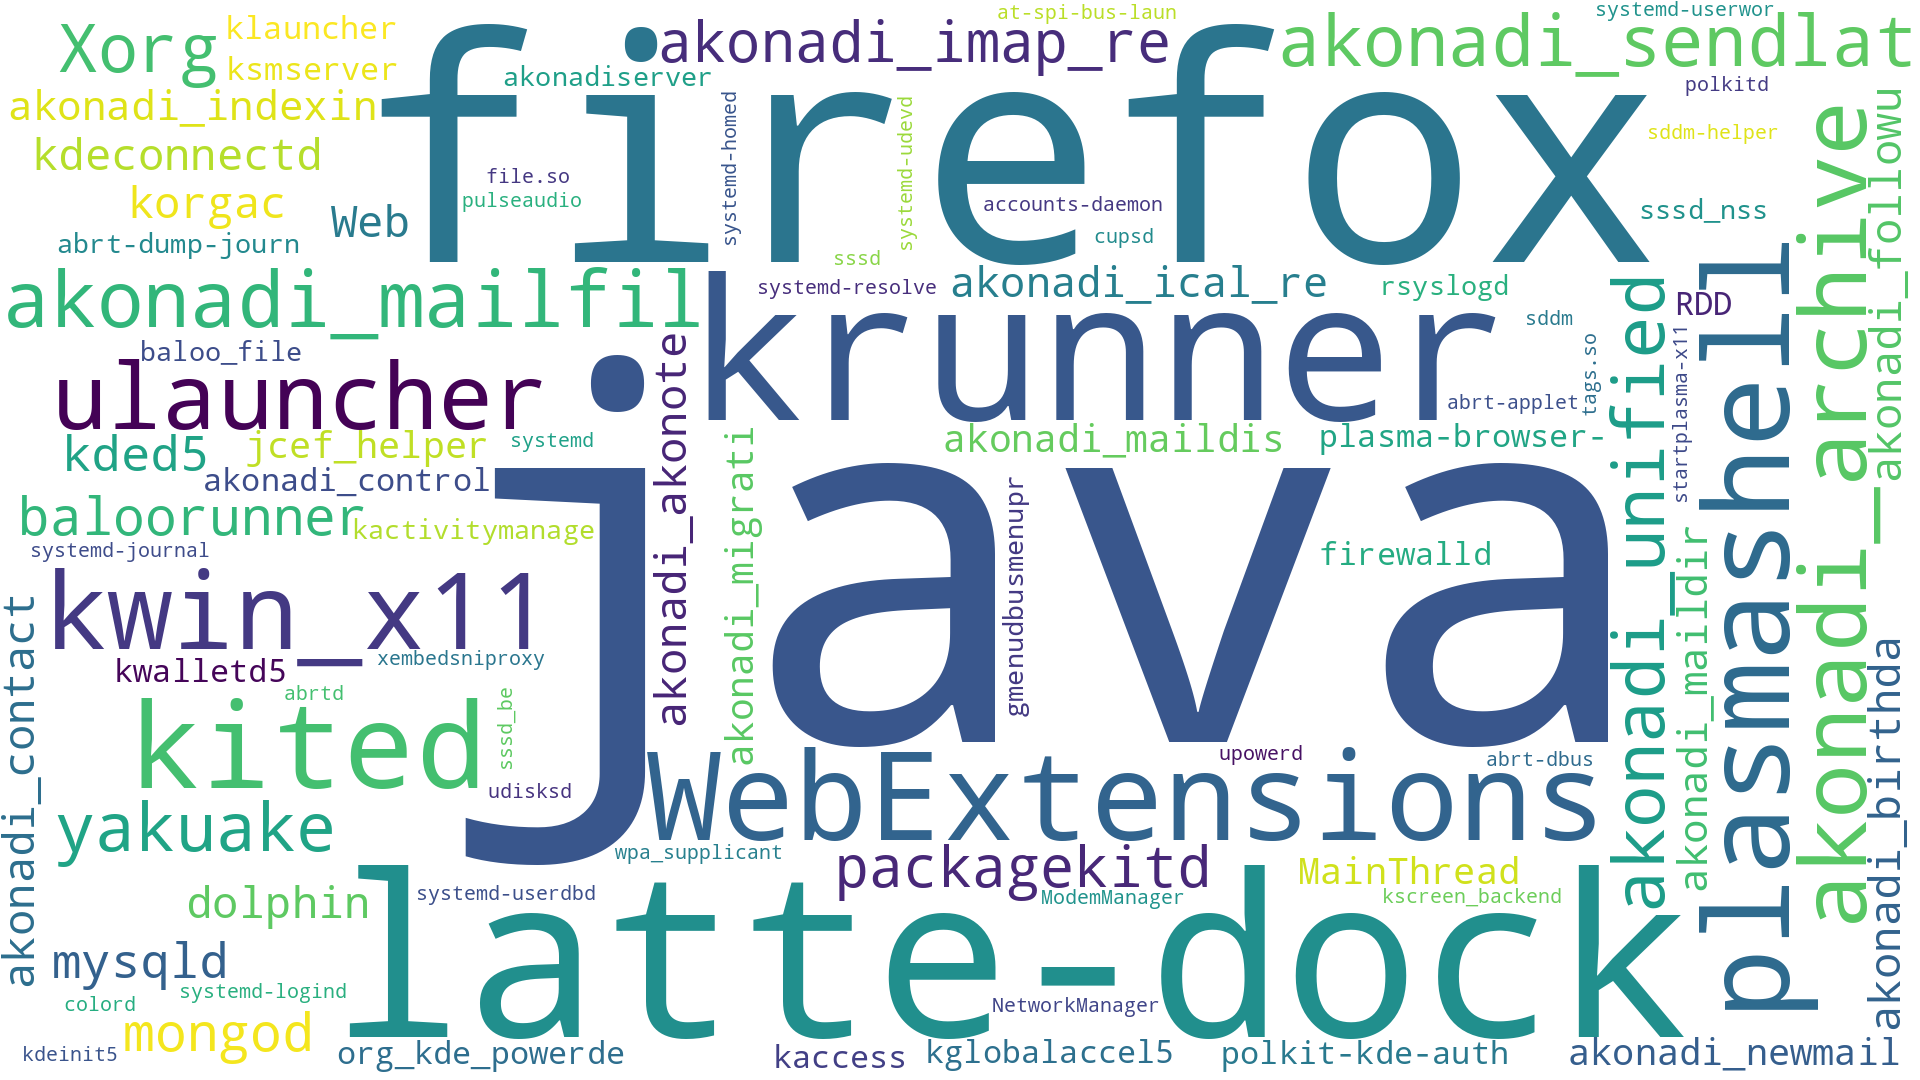 Xorg
klauncher
ksmserver
akonadi_indexin
kdeconnectd
korgac
Web
abrt-dump-journ
firefox
akonadiserver
akonadi_imap_re
at-spi-bus-laun
akonadi_sendlat
systemd-userwor
polkitd
sddm-helper
file.so
pulseaudio
systemd-homed
systemd-udevd
accounts-daemon
cupsd
sssd
sssd_nss
akonadi_mailfil
systemd-resolve
akonadi_ical_re
rsyslogd
sddm
RDD
krunner
baloo_file
ulauncher
kded5
jcef_helper
systemd
akonadi_control
abrt-applet
tags.so
startplasma-x11
akonadi_maildis
plasma-browser-
akonadi_akonote
akonadi_migrati
baloorunner
kactivitymanage
systemd-journal
java
gmenudbusmenupr
firewalld
akonadi_unified
akonadi_maildir
plasmashell
akonadi_archive
akonadi_followu
akonadi_birthda
akonadi_contact
kwin_x11
kwalletd5
xembedsniproxy
abrtd
kited
sssd_be
udisksd
upowerd
abrt-dbus
WebExtensions
yakuake
wpa_supplicant
packagekitd
MainThread
dolphin
systemd-userdbd
ModemManager
kscreen_backend
latte-dock
mysqld
systemd-logind
colord
NetworkManager
mongod
kdeinit5
org_kde_powerde
kaccess
kglobalaccel5
polkit-kde-auth
akonadi_newmail